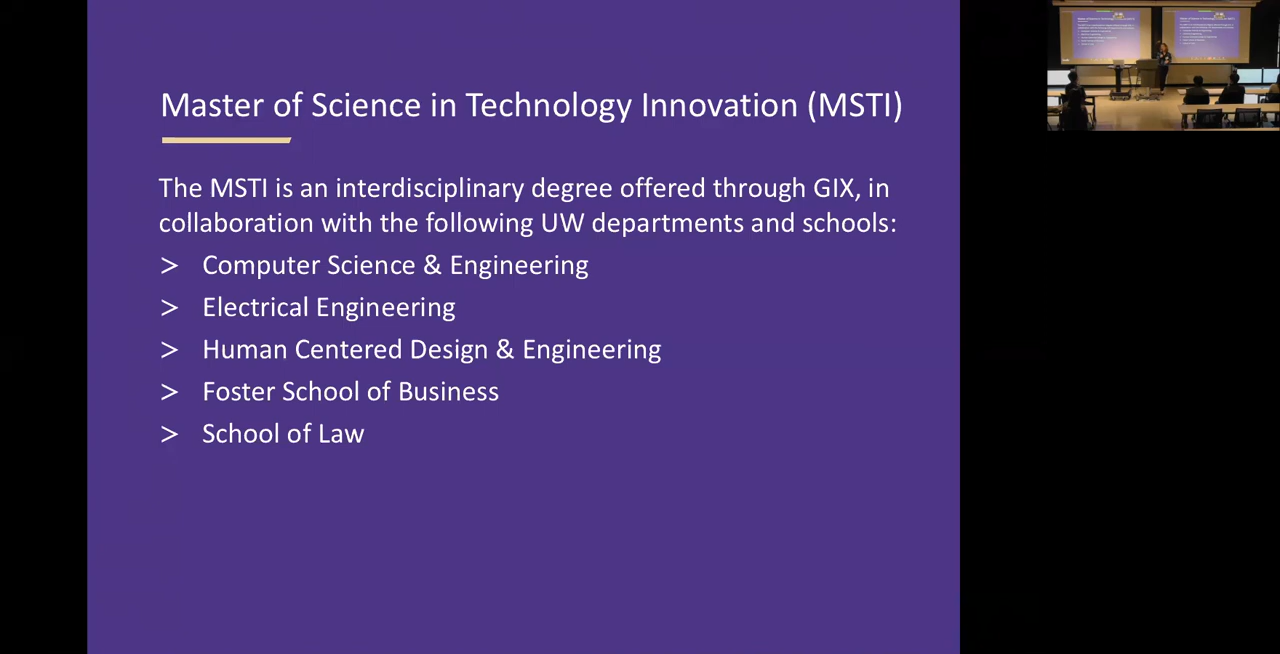 Master of Science in Technology Innovation (MSTI)
The MSTI is an interdisciplinary degree offered through GIX, in
collaboration with the following UW departments and schools:
> Computer Science & Engineering
> Electrical Engineering
> Human Centered Design & Engineering
> Foster School of Business
> School of Law